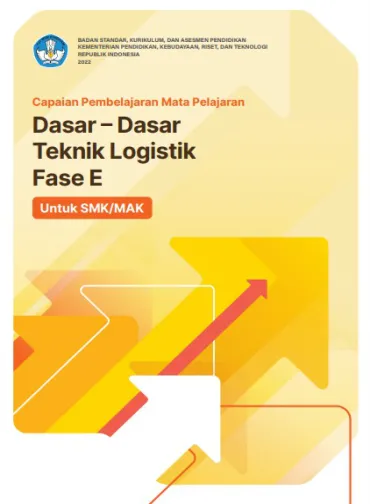 BADAN STANDAR, KURIKULUM, DAN ASESMEN PENDIDIKAN
KEMENTERIAN PENDIDIKAN, KEBUDAYAAN, RISET, DAN TEKNOLOGI
REPUBLIK INDONESIA
2022
Capaian Pembelajaran Mata Pelajaran
Dasar – Dasar
Teknik Logistik
Fase E
Untuk SMK/MAK